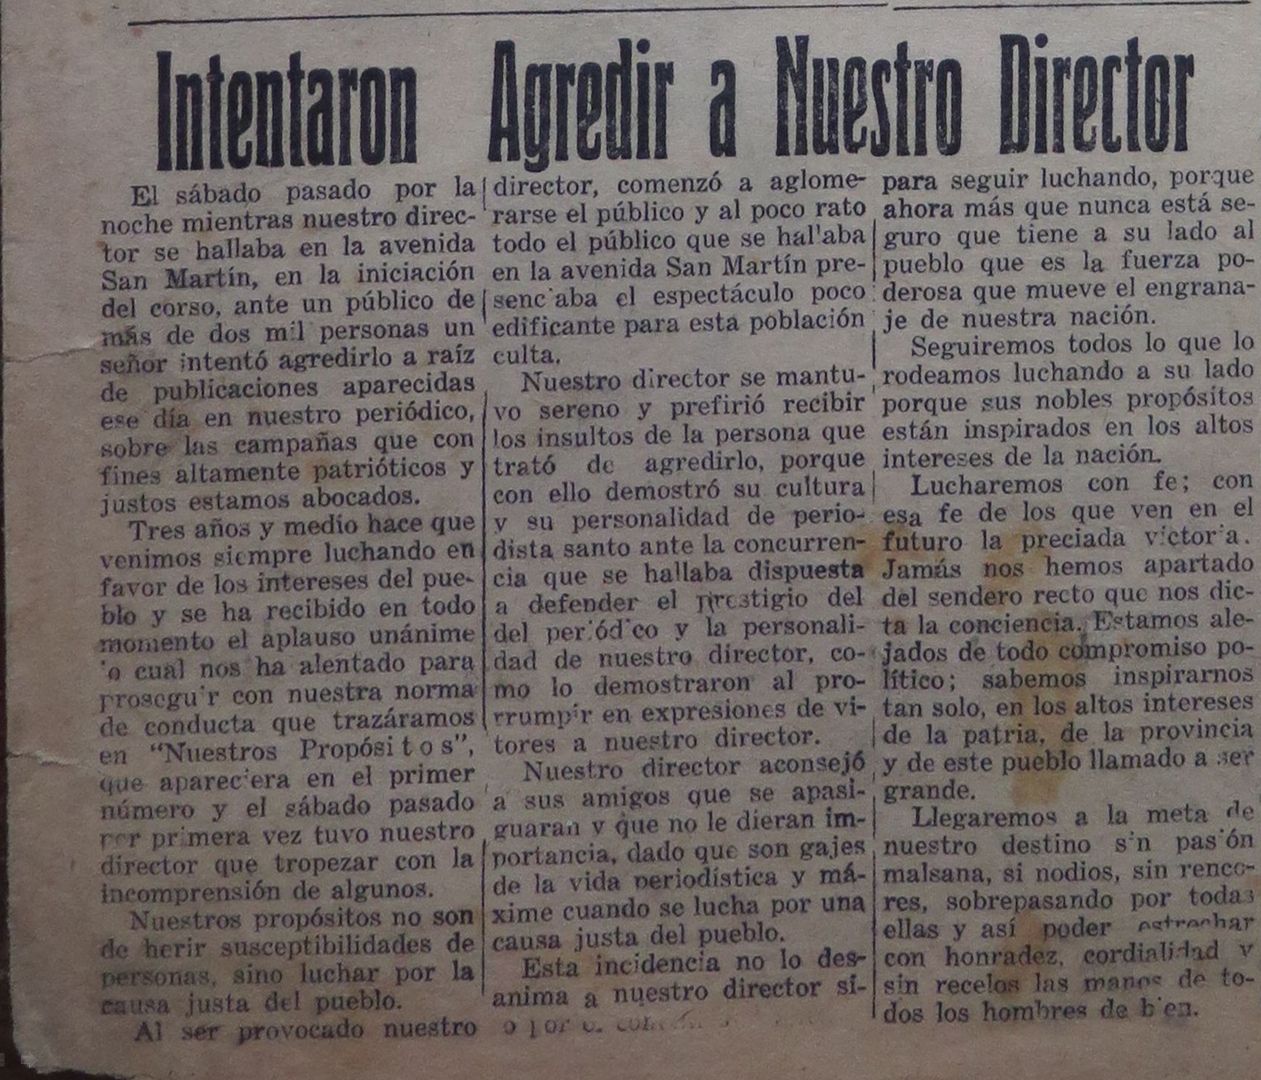 Intentaron Agredir a Nuestro Director
El sábado pasado por la
noche mientras nuestro direc-
tor se hallaba en la avenida
San Martín, en la iniciación
del corso, ante un público de
más de dos mil personas un
señor intentó agredirlo a raíz
de publicaciones aparecidas
ese día en nuestro periódico,
sobre las campañas que con
fines altamente patrióticos y
justos estamos abocados.
Tres años y medio hace que
venimos siempre luchando en
favor de los intereses del pue-
blo y se ha recibido en todo
momento el aplauso unánime
'o cual nos ha alentado para
prosegu'r con nuestra norma
de conducta que trazáramos
en "Nuestros Propósitos",
que apareciera en el primer
número y el sábado pasado
por primera vez tuvo nuestro
director que tropezar con la
incomprensión de algunos.
Nuestros propósitos no son
de herir susceptibilidades de
personas, sino luchar por la
causa justa del pueblo.
Al ser provocado nuestro
director, comenzó a aglome-
rarse el público y al poco rato
todo el público que se hal'aba
en la avenida San Martín pre-
senciaba el espectáculo poco
edificante para esta población
culta.
Nuestro director se mantu-
vo sereno y prefirió recibir
los insultos de la persona que
trató de agredirlo, porque
con ello demostró su cultura
y su personalidad de perio-
dista santo ante la concurren-
cia que se hallaba dispuesta
a defender el prestigio del
del periódico y la personali-
dad de nuestro director, co-
mo lo demostraron al pro-
rrumpir en expresiones de ví-
tores a nuestro director.
Nuestro director aconsejó
a sus amigos que se apasi-
guaran y que no le dieran im-
portancia, dado que son gajes
de la vida periodística y má-
xime cuando se lucha por una
causa justa del pueblo.
Esta incidencia no lo des-
anima a nuestro director si-
para seguir luchando, porque
ahora más que nunca está se-
guro que tiene a su lado al
pueblo que es la fuerza po-
derosa que mueve el engrana-
je de nuestra nación.
Seguiremos todos lo que lo
rodeamos luchando a su lado
porque sus nobles propósitos
están inspirados en los altos
intereses de la nación.
Lucharemos con fe; con
esa fe de los que ven en el
futuro la preciada victoria.
Jamás nos hemos apartado
del sendero recto que nos dic-
ta la conciencia. Estamos ale-
jados de todo compromiso po-
lítico; sabemos inspirarnos
tan solo, en los altos intereses
de la patria, de la provincia
y de este pueblo llamado a ser
grande.
Llegaremos a la meta de
nuestro destino sin pasión
malsana, si nodios, sin renco-
res, sobrepasando por todas
ellas y así poder estrechar
con honradez, cordialidad y
sin recelos las manos de to-
dos los hombres de bien.